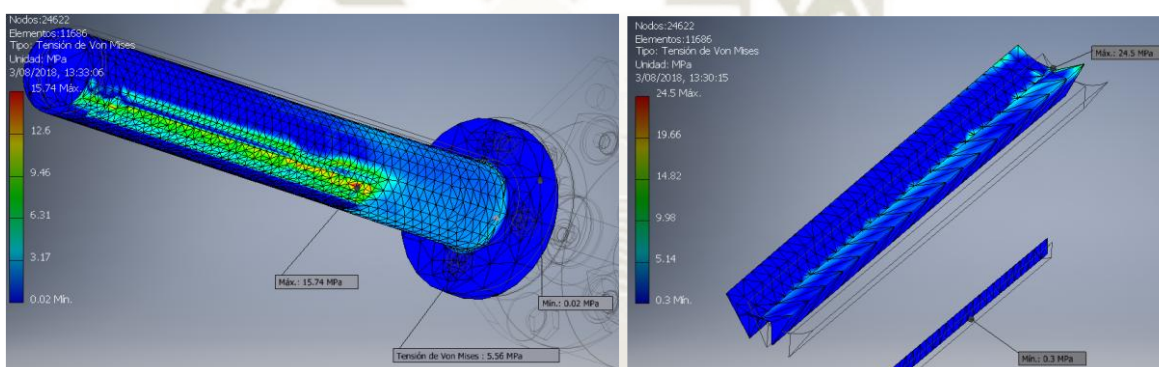 Nodos:24622
Elementos:11686
Tipo: Tensión de Von Mises
Unidad: MPa
3/08/2018, 13:33:06
15.74 Máx.
12.6
9.46
6.31
3.17
0.02 Mín.
Máx.: 15.74 MPa
Mín.: 0.02 MPa
Tensión de Von Mises : 5.56 MPa
Nodos:24622
Elementos:11686
Tipo: Tensión de Von Mises
Unidad: MPa
3/08/2018, 13:30:15
24.5 Máx.
19.66
14.82
9.98
5.14
0.3 Mín.
Máx.: 24.5 MPa
Mín.: 0.3 MPa